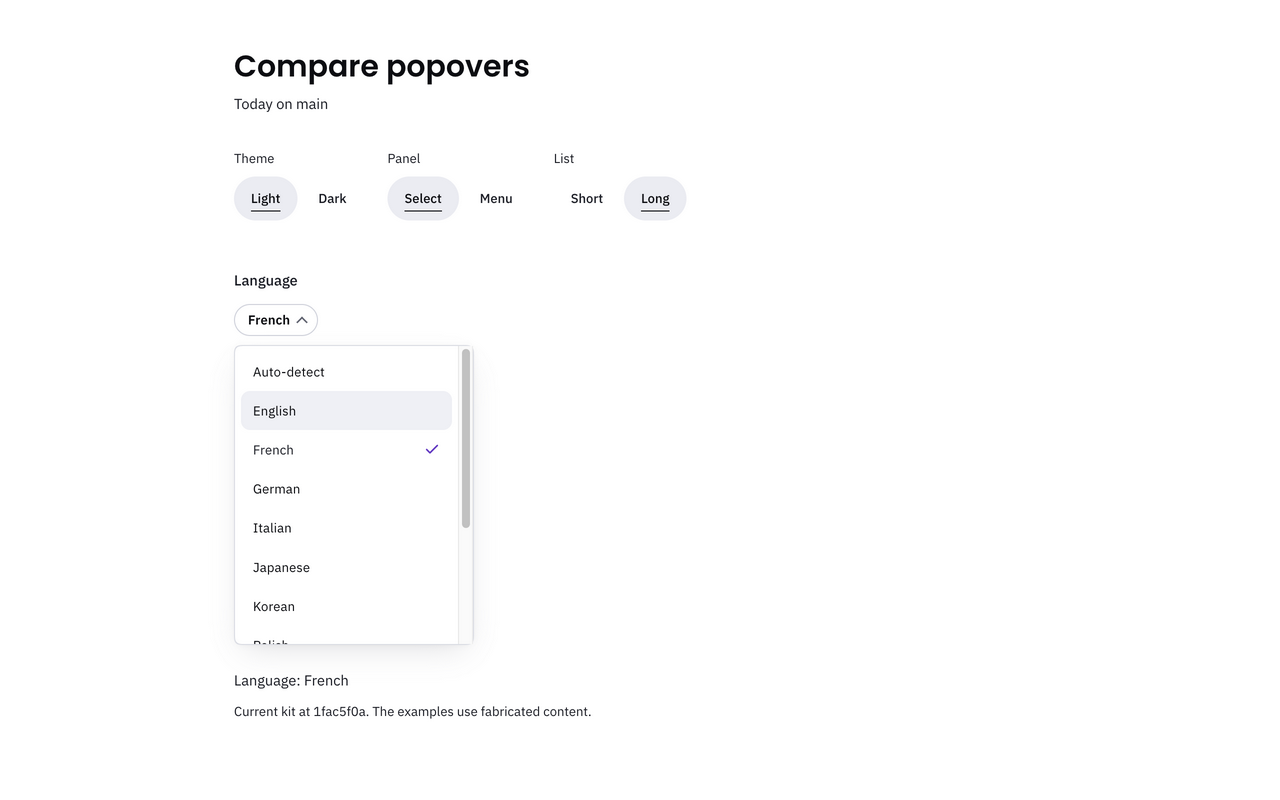 Compare popovers
Today on main
Theme Panel List
Light Dark Select Menu Short Long
Language
French
Auto-detect
English
French
German
Italian
Japanese
Korean
Polish
Language: French
Current kit at 1fac5f0a. The examples use fabricated content.